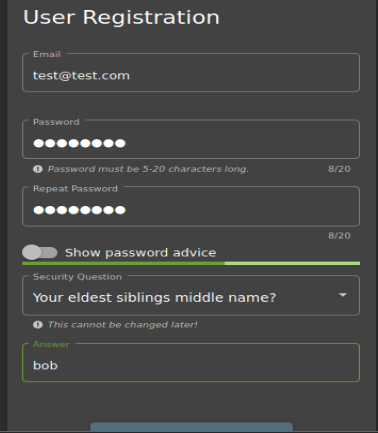 User Registration
Email
test@test.com
Password
●●●●●●●●
Password must be 5-20 characters long. 8/20
Repeat Password
●●●●●●●●
8/20
Show password advice
Security Question
Your eldest siblings middle name?
This cannot be changed later!
Answer
bob